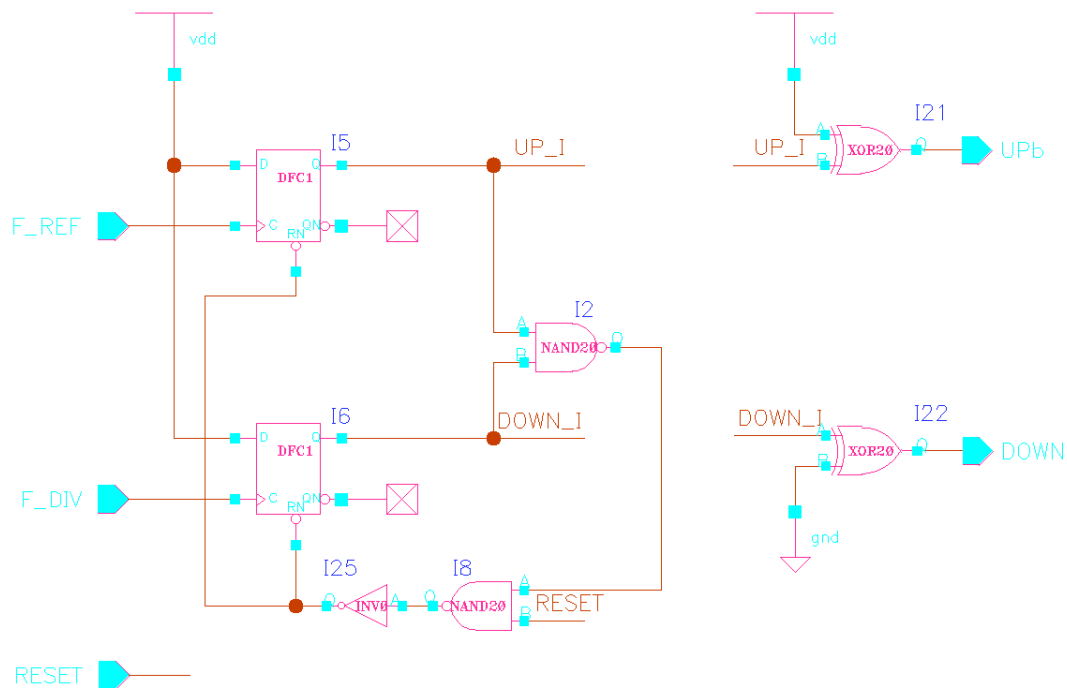 vdd
vdd
I5
I21
UP_I
UP_I
A
B
XOR20
Q
UPb
D
Q
DFC1
F_REF
C
QN
RN
I2
A
B
NAND20
Q
I6
DOWN_I
DOWN_I
I22
A
B
XOR20
Q
DOWN
D
Q
DFC1
F_DIV
C
QN
RN
gnd
I25
I8
Q
INV0
A
Q
NAND20
A
B
RESET
RESET